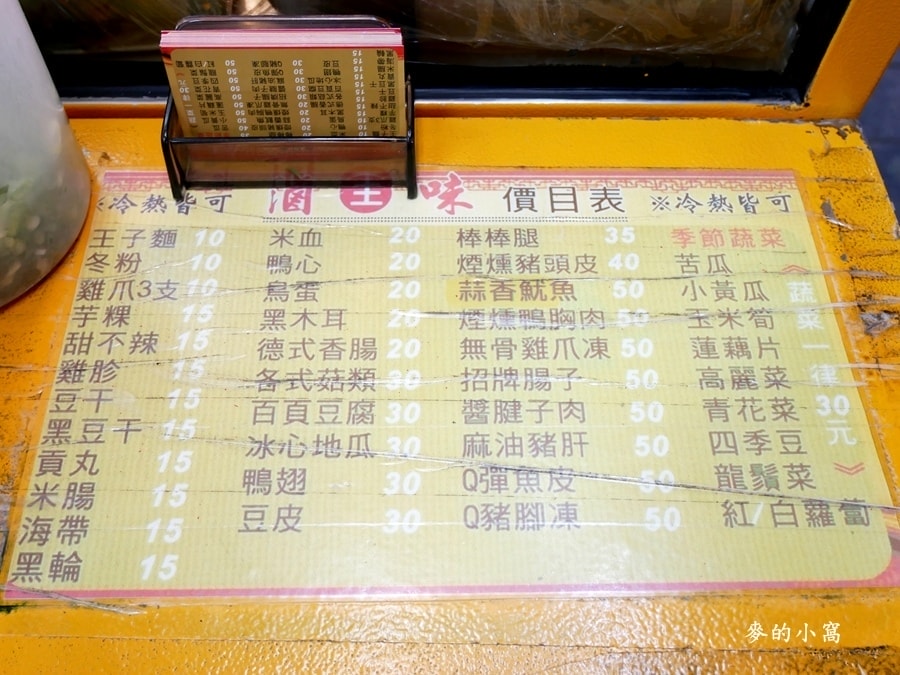 滷王味 價目表
※冷熱皆可
※冷熱皆可
王子麵 10
冬粉 10
雞爪3支 10
芋粿 15
甜不辣 15
雞胗 15
豆干 15
黑豆干 15
貢丸 15
米腸 15
海帶 15
黑輪 15
米血 20
鴨心 20
鳥蛋 20
黑木耳 20
德式香腸 20
各式菇類 30
百頁豆腐 30
冰心地瓜 30
鴨翅 30
豆皮 30
棒棒腿 35
煙燻豬頭皮 40
蒜香魷魚 50
煙燻鴨胸肉 50
無骨雞爪凍 50
招牌腸子 50
醬腱子肉 50
麻油豬肝 50
Q彈魚皮 50
Q豬腳凍 50
季節蔬菜
苦瓜
小黃瓜
玉米筍
蓮藕片
高麗菜
青花菜
四季豆
龍鬚菜
紅/白蘿蔔
《蔬菜一律30元》
麥的小窩